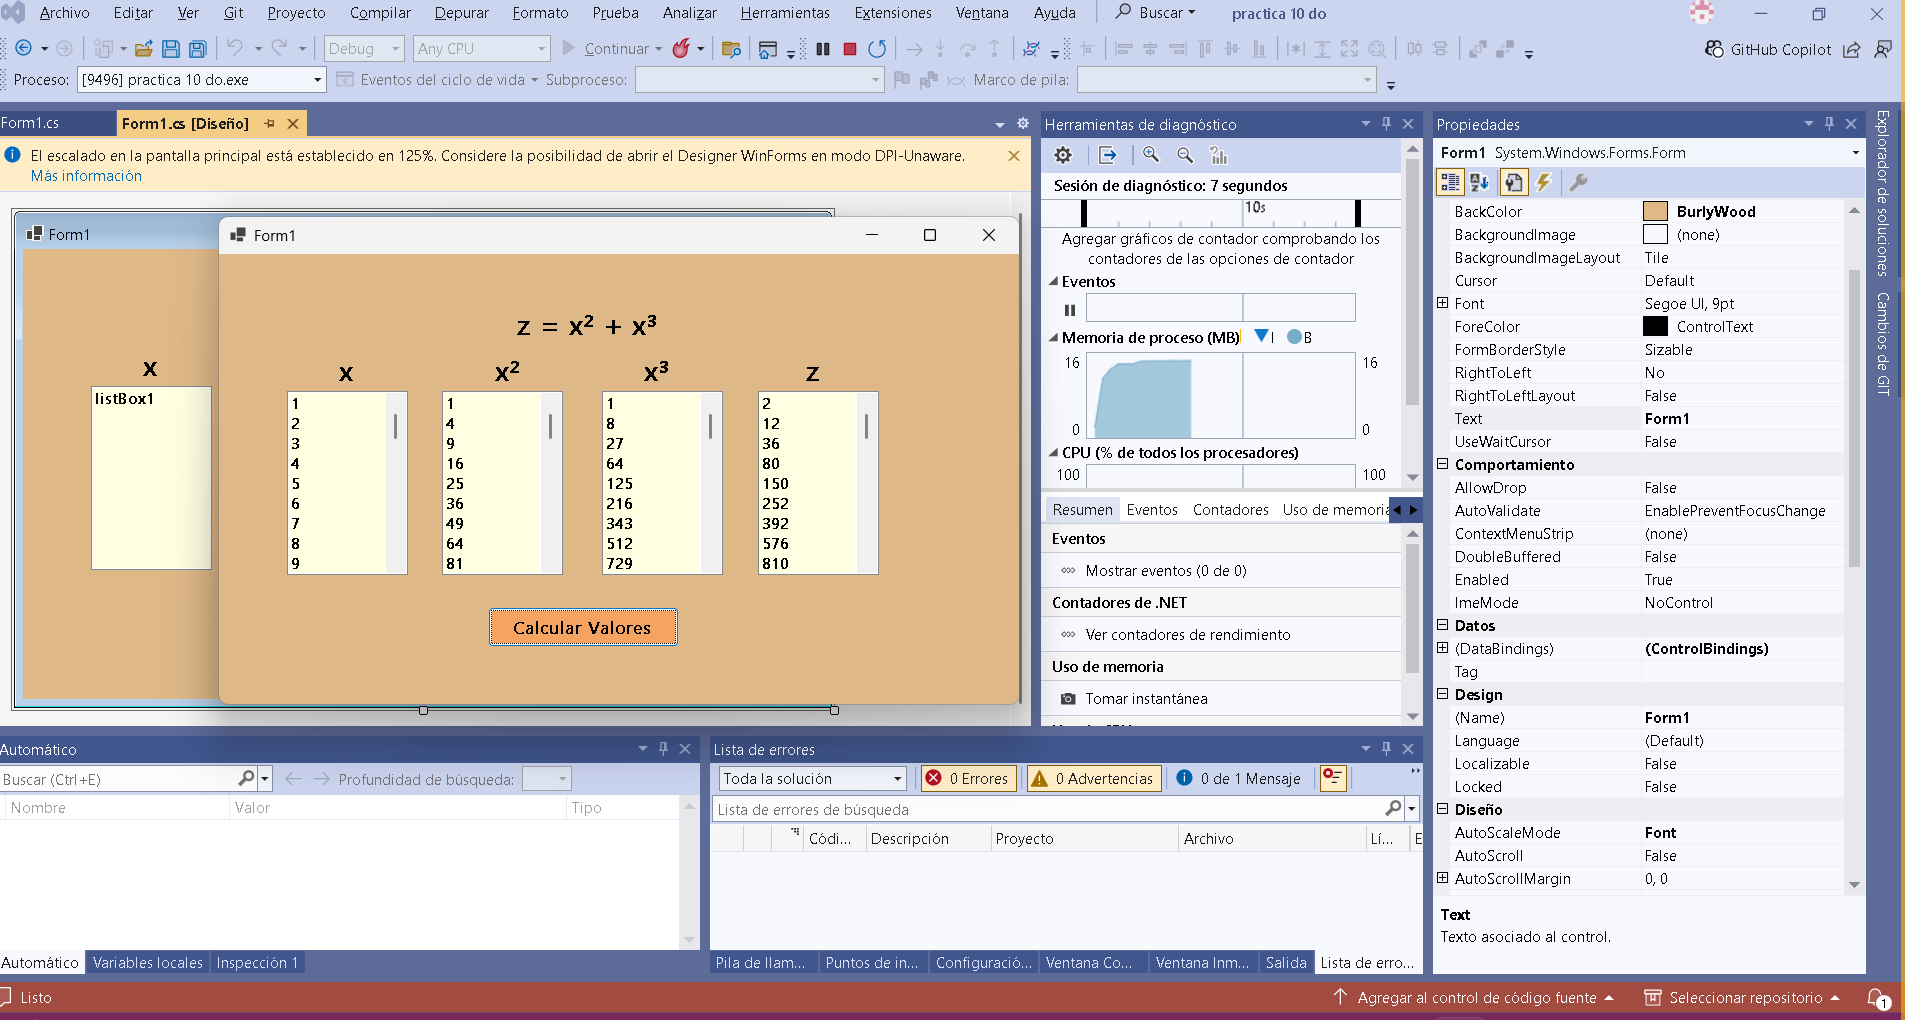 Archivo Editar Ver Git Proyecto Compilar Depurar Formato Prueba Analizar Herramientas Extensiones Ventana Ayuda Buscar practica 10 do
Debug Any CPU Continuar GitHub Copilot
Proceso: [9496] practica 10 do.exe Eventos del ciclo de vida Subproceso: Marco de pila:
Form1.cs Form1.cs [Diseño]
El escalado en la pantalla principal está establecido en 125%. Considere la posibilidad de abrir el Designer WinForms en modo DPI-Unaware.
Más información
Form1
x
listBox1
Form1
z = x² + x³
x x² x³ z
1 1 1 2
2 4 8 12
3 9 27 36
4 16 64 80
5 25 125 150
6 36 216 252
7 49 343 392
8 64 512 576
9 81 729 810
Calcular Valores
Herramientas de diagnóstico
Sesión de diagnóstico: 7 segundos
10s
Agregar gráficos de contador comprobando los
contadores de las opciones de contador
Eventos
Memoria de proceso (MB) I B
16 16
0 0
CPU (% de todos los procesadores)
100 100
Resumen Eventos Contadores Uso de memoria
Eventos
Mostrar eventos (0 de 0)
Contadores de .NET
Ver contadores de rendimiento
Uso de memoria
Tomar instantánea
Propiedades
Form1 System.Windows.Forms.Form
BackColor BurlyWood
BackgroundImage (none)
BackgroundImageLayout Tile
Cursor Default
Font Segoe UI, 9pt
ForeColor ControlText
FormBorderStyle Sizable
RightToLeft No
RightToLeftLayout False
Text Form1
UseWaitCursor False
Comportamiento
AllowDrop False
AutoValidate EnablePreventFocusChange
ContextMenuStrip (none)
DoubleBuffered False
Enabled True
ImeMode NoControl
Datos
(DataBindings) (ControlBindings)
Tag
Design
(Name) Form1
Language (Default)
Localizable False
Locked False
Diseño
AutoScaleMode Font
AutoScroll False
AutoScrollMargin 0, 0
Text
Texto asociado al control.
Explorador de soluciones
Cambios de GIT
Automático
Buscar (Ctrl+E) Profundidad de búsqueda:
Nombre Valor Tipo
Automático Variables locales Inspección 1
Lista de errores
Toda la solución 0 Errores 0 Advertencias 0 de 1 Mensaje
Lista de errores de búsqueda
Códi... Descripción Proyecto Archivo Lí... E
Pila de llam... Puntos de in... Configuració... Ventana Co... Ventana Inm... Salida Lista de erro...
Listo Agregar al control de código fuente Seleccionar repositorio 1